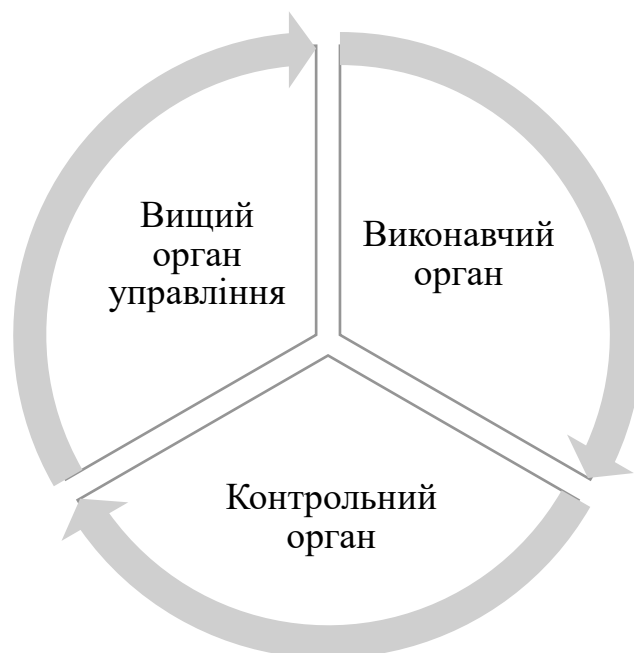 Вищий
орган
управління
Виконавчий
орган
Контрольний
орган